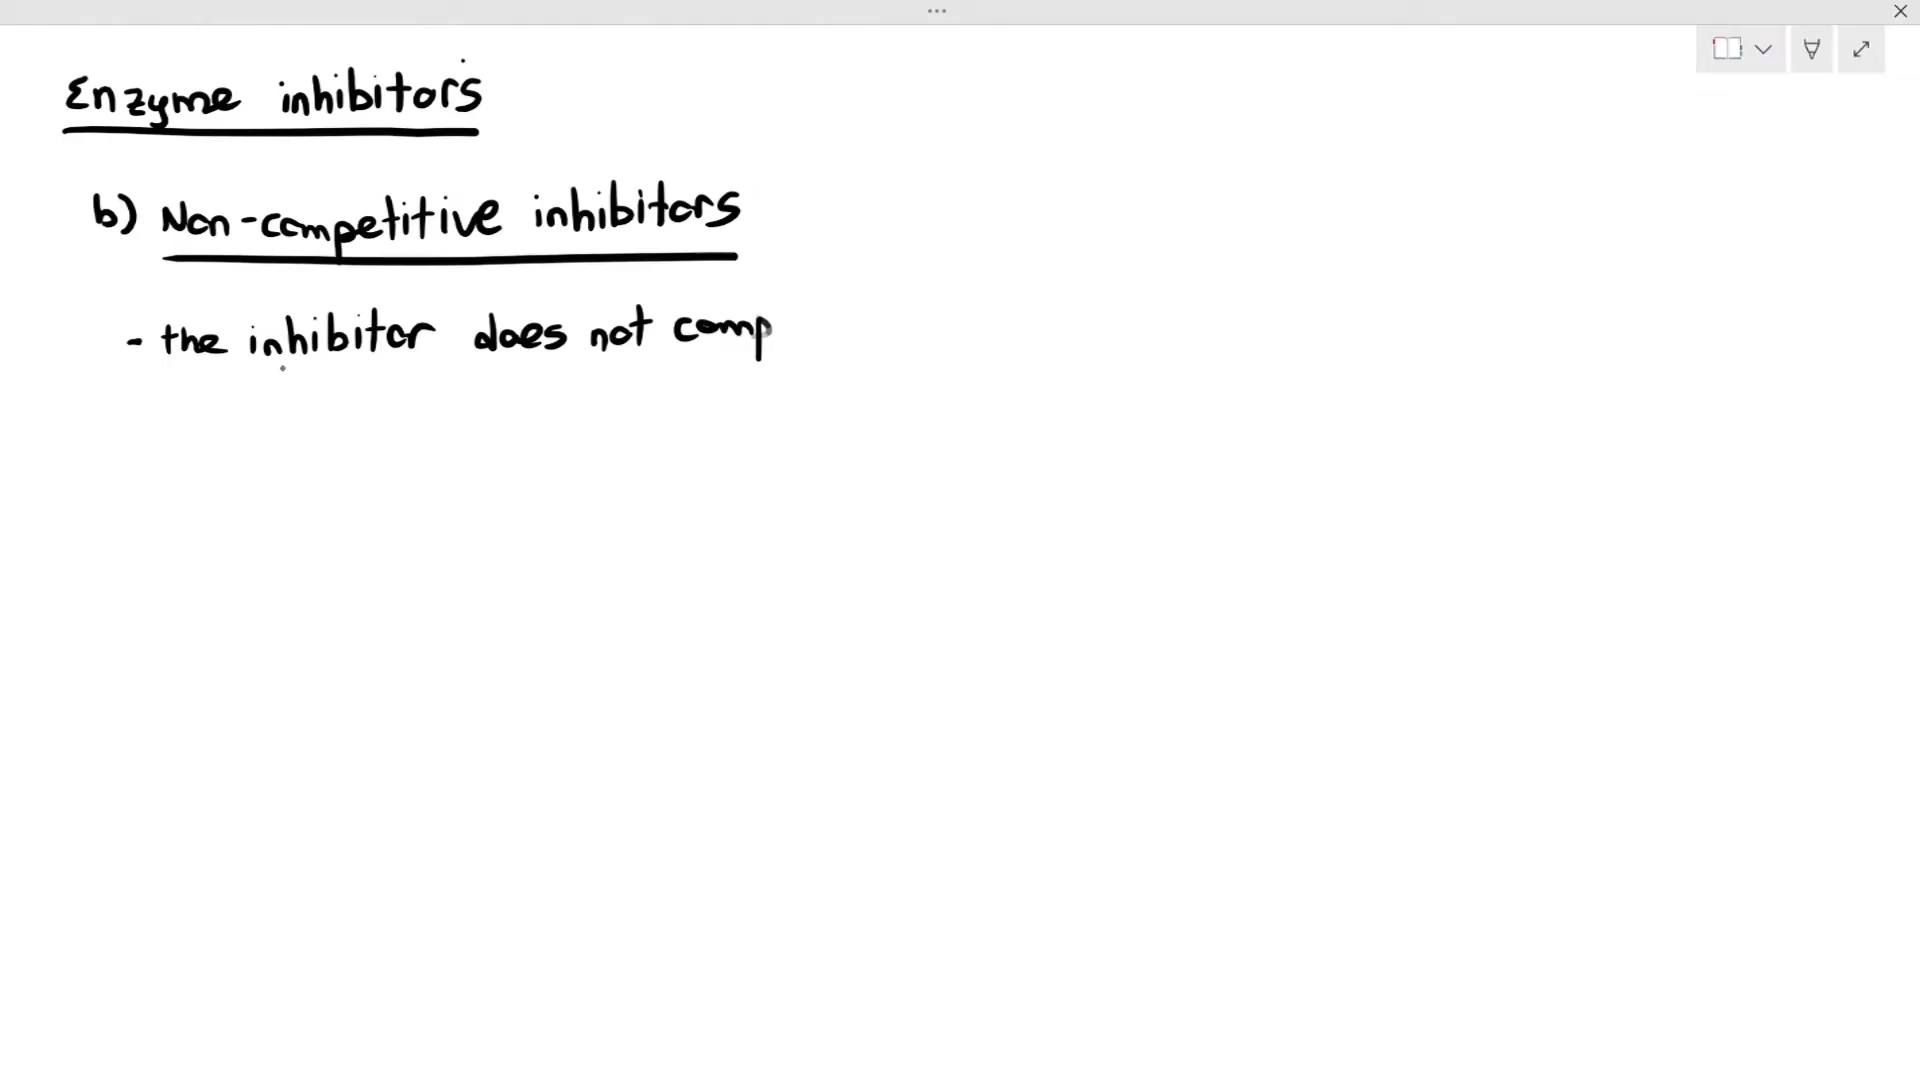 Enzyme inhibitors
b) Non-competitive inhibitors
- the inhibitor does not comp